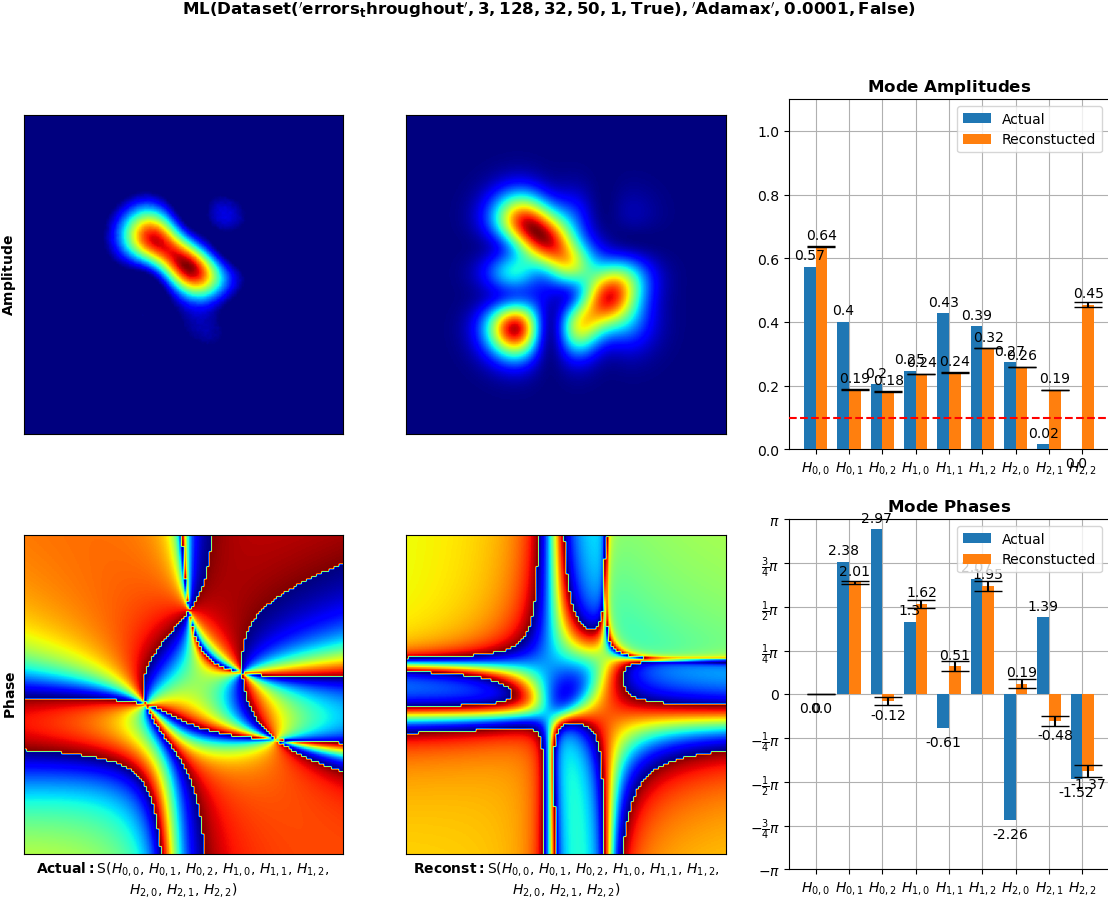 ML(Dataset('errors_throughout', 3, 128, 32, 50, 1, True), 'Adamax', 0.0001, False)
Amplitude
Mode Amplitudes
Actual
Reconstucted
1.0
0.8
0.6
0.4
0.2
0.0
0.57
0.64
0.4
0.19
0.2
0.18
0.25
0.24
0.43
0.24
0.39
0.32
0.27
0.26
0.02
0.19
0.0
0.45
H0,0 H0,1 H0,2 H1,0 H1,1 H1,2 H2,0 H2,1 H2,2
Phase
Mode Phases
Actual
Reconstucted
π
3/4π
1/2π
1/4π
0
−1/4π
−1/2π
−3/4π
−π
0.0
0.0
2.38
2.01
2.97
-0.12
1.3
1.62
-0.61
0.51
1.95
-2.26
0.19
1.39
-0.48
-1.52
-1.37
H0,0 H0,1 H0,2 H1,0 H1,1 H1,2 H2,0 H2,1 H2,2
Actual: S(H0,0, H0,1, H0,2, H1,0, H1,1, H1,2,
H2,0, H2,1, H2,2)
Reconst: S(H0,0, H0,1, H0,2, H1,0, H1,1, H1,2,
H2,0, H2,1, H2,2)